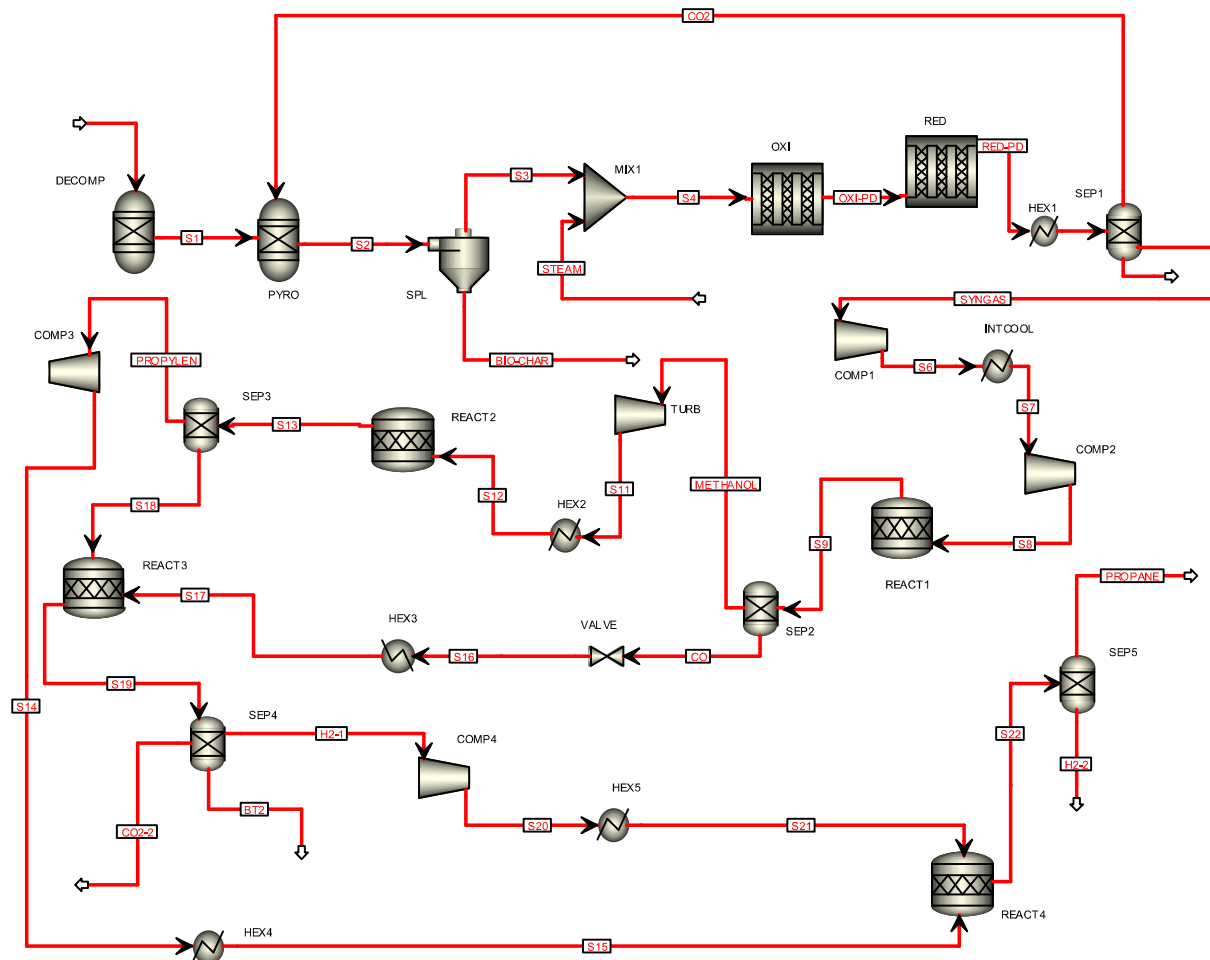 CO2
RED
OXI
RED-PD
DECOMP
S3
MIX1
SEP1
HEX1
S4
OXI-PD
S1
S2
STEAM
PYRO
SPL
SYNGAS
COMP3
INTCOOL
PROPYLEN
BIO-CHAR
S6
COMP1
SEP3
S7
TURB
S13
REACT2
COMP2
METHANOL
S12
S11
S18
HEX2
S9
S8
REACT3
REACT1
PROPANE
S17
HEX3
VALVE
SEP2
S16
CO
SEP5
S19
SEP4
S14
H2-1
COMP4
S22
H2-2
HEX5
BT2
S20
S21
CO2-2
REACT4
HEX4
S15